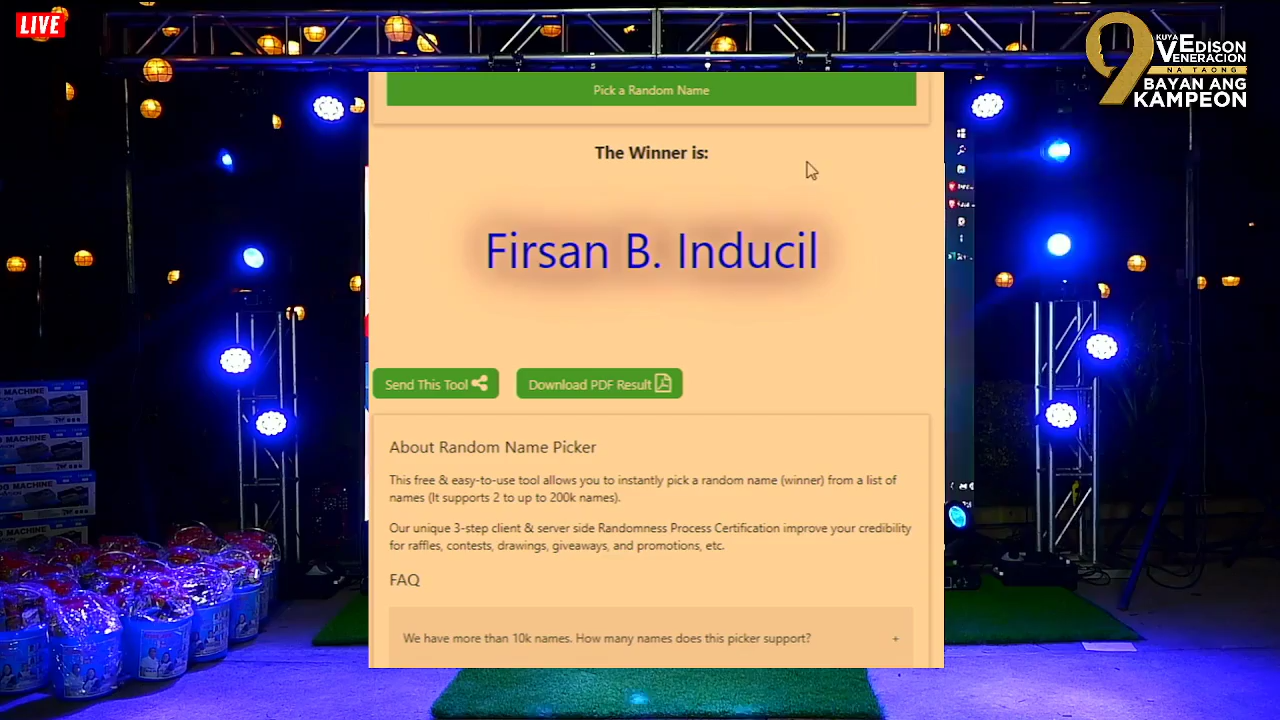 LIVE
9
KUYA
VEDISON
VENERACION
NA TAONG
BAYAN ANG
KAMPEON
Pick a Random Name
The Winner is:
Firsan B. Inducil
Send This Tool
Download PDF Result
About Random Name Picker
This free & easy-to-use tool allows you to instantly pick a random name (winner) from a list of
names (It supports 2 to up to 200k names).
Our unique 3-step client & server side Randomness Process Certification improve your credibility
for raffles, contests, drawings, giveaways, and promotions, etc.
FAQ
We have more than 10k names. How many names does this picker support? +
MACHINE
MACHINE
MACHINE